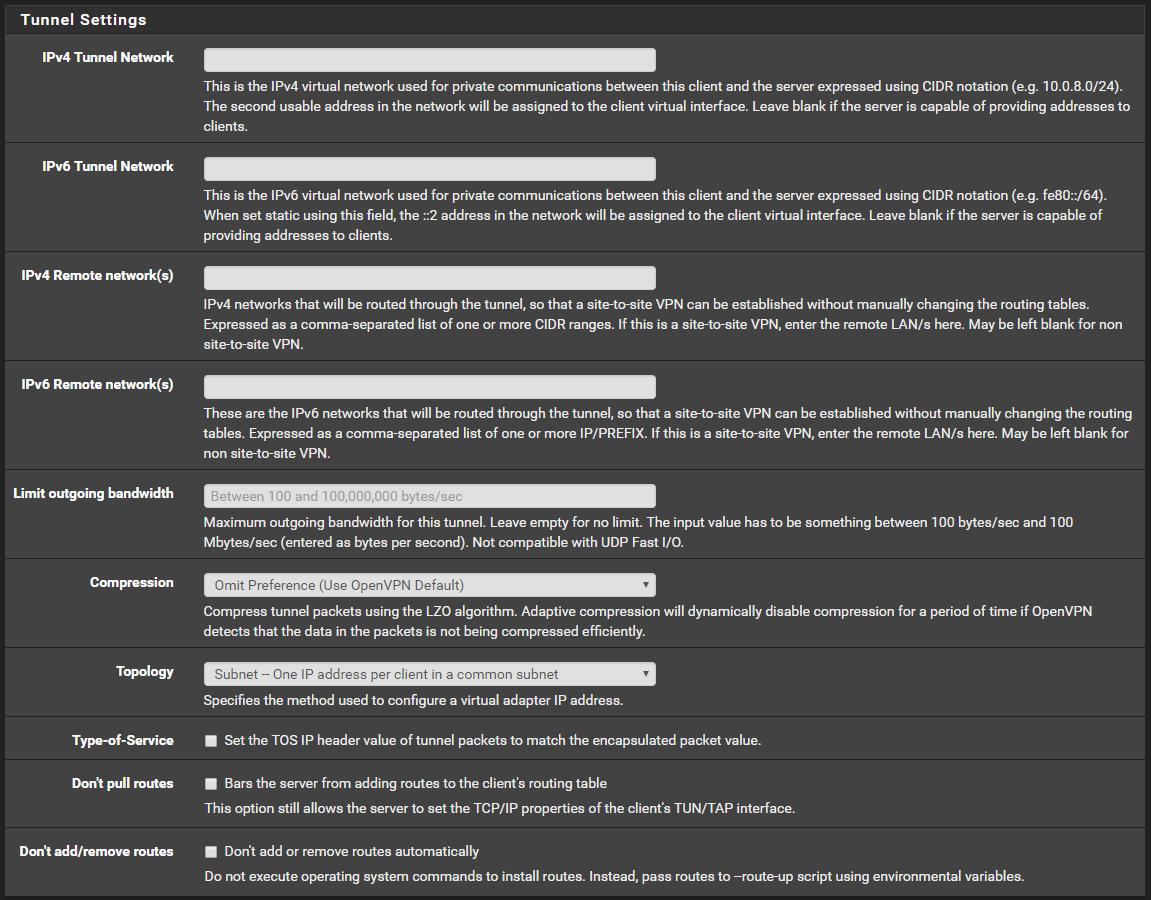 Tunnel Settings
IPv4 Tunnel Network
This is the IPv4 virtual network used for private communications between this client and the server expressed using CIDR notation (e.g. 10.0.8.0/24).
The second usable address in the network will be assigned to the client virtual interface. Leave blank if the server is capable of providing addresses to
clients.
IPv6 Tunnel Network
This is the IPv6 virtual network used for private communications between this client and the server expressed using CIDR notation (e.g. fe80::/64).
When set static using this field, the ::2 address in the network will be assigned to the client virtual interface. Leave blank if the server is capable of
providing addresses to clients.
IPv4 Remote network(s)
IPv4 networks that will be routed through the tunnel, so that a site-to-site VPN can be established without manually changing the routing tables.
Expressed as a comma-separated list of one or more CIDR ranges. If this is a site-to-site VPN, enter the remote LAN/s here. May be left blank for non
site-to-site VPN.
IPv6 Remote network(s)
These are the IPv6 networks that will be routed through the tunnel, so that a site-to-site VPN can be established without manually changing the routing
tables. Expressed as a comma-separated list of one or more IP/PREFIX. If this is a site-to-site VPN, enter the remote LAN/s here. May be left blank for
non site-to-site VPN.
Limit outgoing bandwidth
Between 100 and 100,000,000 bytes/sec
Maximum outgoing bandwidth for this tunnel. Leave empty for no limit. The input value has to be something between 100 bytes/sec and 100
Mbytes/sec (entered as bytes per second). Not compatible with UDP Fast I/O.
Compression
Omit Preference (Use OpenVPN Default)
Compress tunnel packets using the LZO algorithm. Adaptive compression will dynamically disable compression for a period of time if OpenVPN
detects that the data in the packets is not being compressed efficiently.
Topology
Subnet -- One IP address per client in a common subnet
Specifies the method used to configure a virtual adapter IP address.
Type-of-Service
Set the TOS IP header value of tunnel packets to match the encapsulated packet value.
Don't pull routes
Bars the server from adding routes to the client's routing table
This option still allows the server to set the TCP/IP properties of the client's TUN/TAP interface.
Don't add/remove routes
Don't add or remove routes automatically
Do not execute operating system commands to install routes. Instead, pass routes to --route-up script using environmental variables.